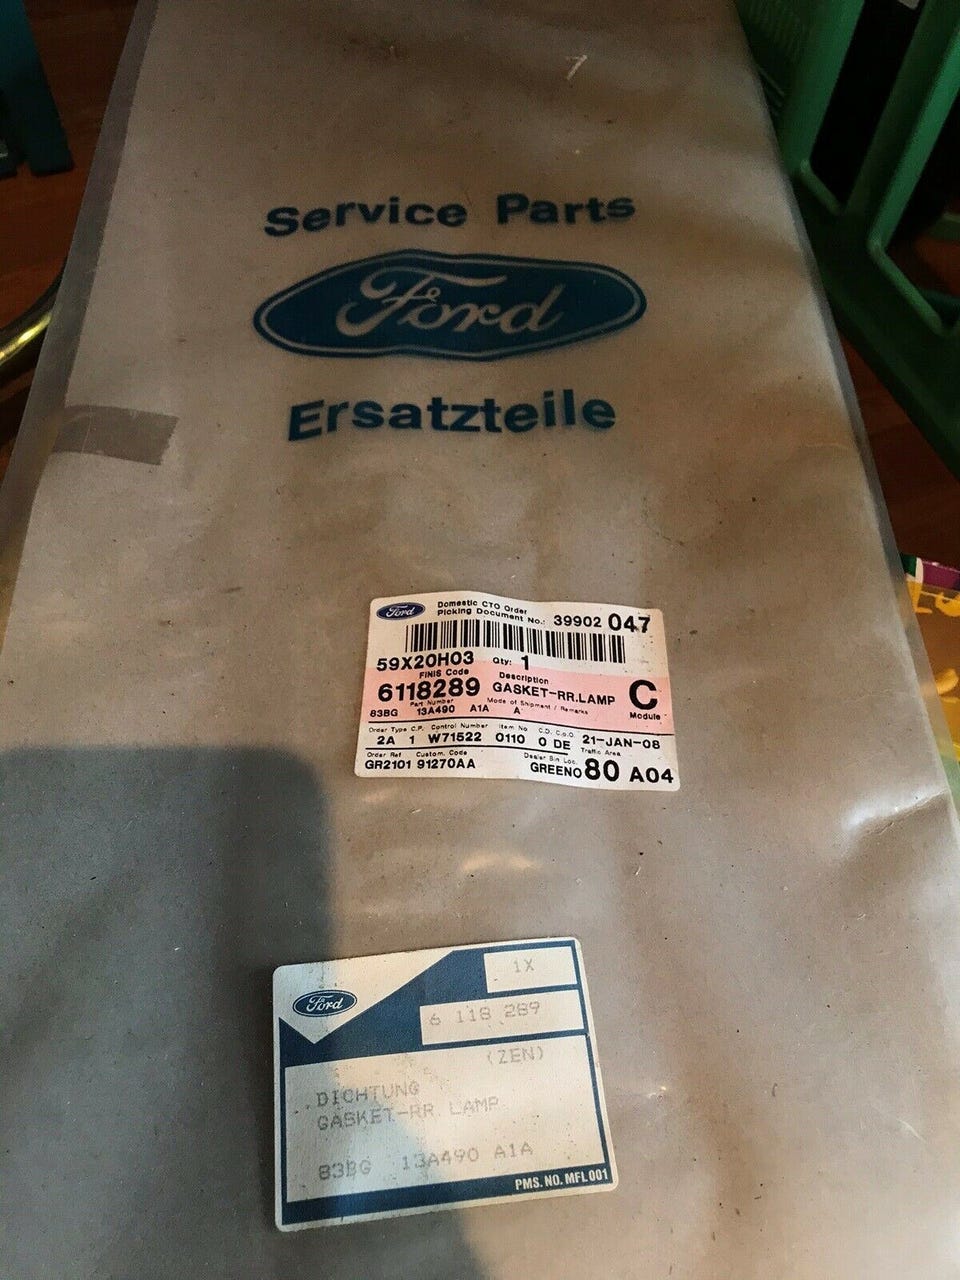 Service Parts
Ford
Ersatzteile
Ford
Domestic CTO Order
Picking Document No.: 39902 047
59X20H03 Qty: 1
FINIS Code Description
6118289 GASKET-RR.LAMP C
Part Number Mode of Shipment / Remarks Module
83BG 13A490 A1A A
Order Type C.P. Control Number Item No C.D. C.o.O
2A 1 W71522 0110 0 DE 21-JAN-08
Order Ref Custom. Code Dealer Bin Loc. Traffic Area
GR2101 91270AA GREENO 80 A04
Ford
1X
6 118 289
(ZEN)
DICHTUNG
GASKET-RR LAMP
83BG 13A490 A1A
PMS. NO. MFL 001